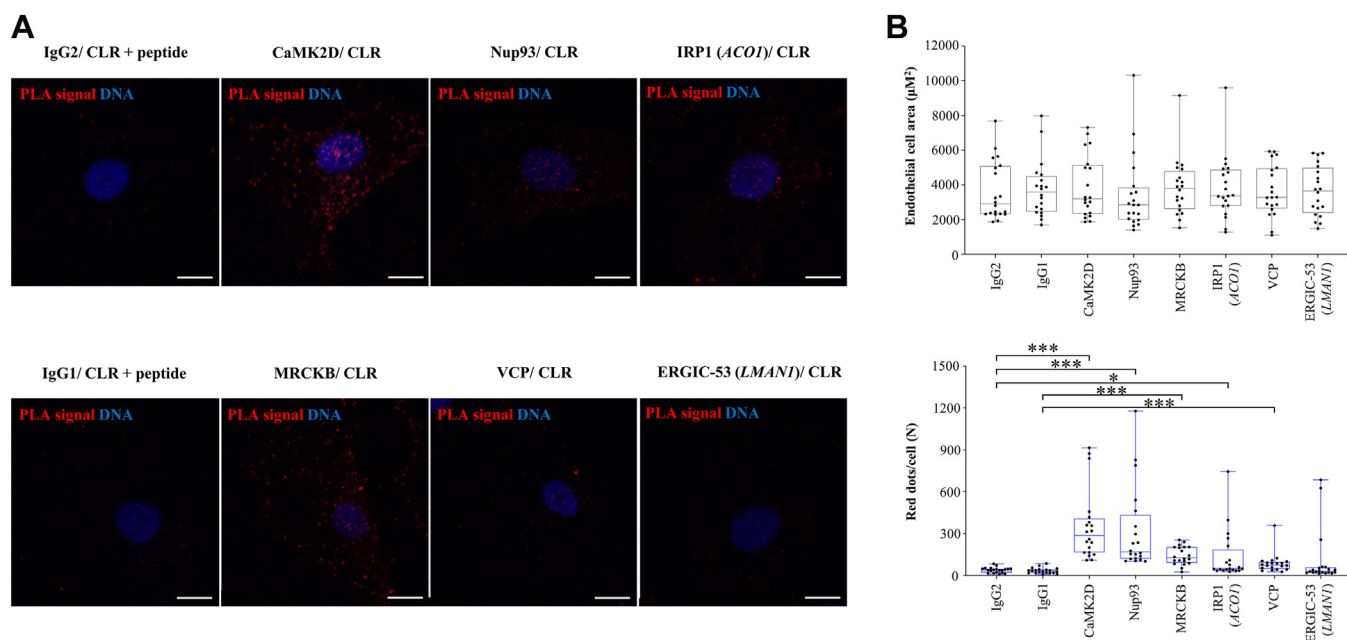 A
IgG2/ CLR + peptide
CaMK2D/ CLR
Nup93/ CLR
IRP1 (ACO1)/ CLR
PLA signal DNA
PLA signal DNA
PLA signal DNA
PLA signal DNA
IgG1/ CLR + peptide
MRCKB/ CLR
VCP/ CLR
ERGIC-53 (LMAN1)/ CLR
PLA signal DNA
PLA signal DNA
PLA signal DNA
PLA signal DNA
B
Endothelial cell area (µM²)
12000
10000
8000
6000
4000
2000
0
IgG2
IgG1
CaMK2D
Nup93
MRCKB
IRP1
(ACO1)
VCP
ERGIC-53
(LMAN1)
Red dots/cell (N)
1500
1200
900
600
300
0
***
***
*
***
***
IgG2
IgG1
CaMK2D
Nup93
MRCKB
IRP1
(ACO1)
VCP
ERGIC-53
(LMAN1)